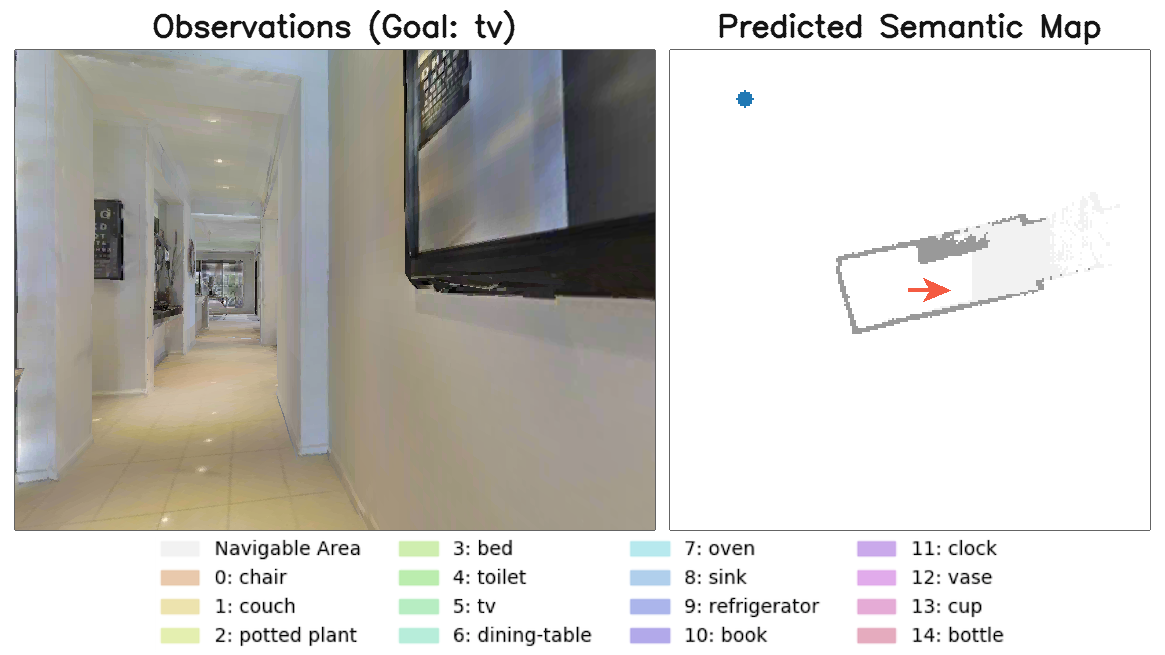 Observations (Goal: tv)
Predicted Semantic Map
Navigable Area
0: chair
1: couch
2: potted plant
3: bed
4: toilet
5: tv
6: dining-table
7: oven
8: sink
9: refrigerator
10: book
11: clock
12: vase
13: cup
14: bottle